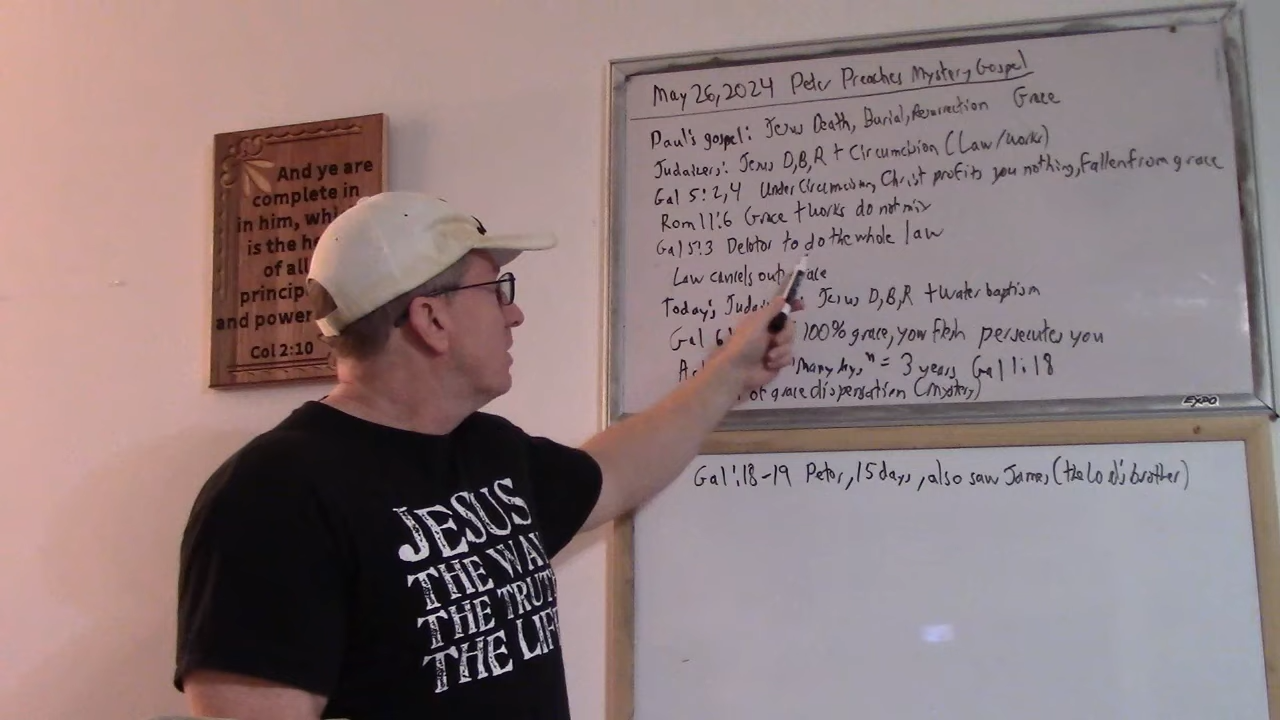 And ye are
complete in
in him, whi
is the he
of all
princip
and power
Col 2:10
JESUS
THE WAY
THE TRUTH
THE LIFE
May 26, 2024 Peter Preaches Mystery Gospel
Paul's gospel: Jesus Death, Burial, Resurrection Grace
Judaizers: Jesus D, B, R + Circumcision (Law/works)
Gal 5:2,4 Under Circumcision, Christ profits you nothing, Fallen from grace
Rom 11:6 Grace + works do not mix
Gal 5:3 Debtor to do the whole law
Law cancels out
Today's Jesus D, B, R + water baptism
Gal 6 100% grace, your flesh persecutes you
"Many days" = 3 years Gal 1:18
of grace dispensation (mystery)
EXPO
Gal 1:18-19 Peter, 15 days, also saw James, (the Lord's brother)